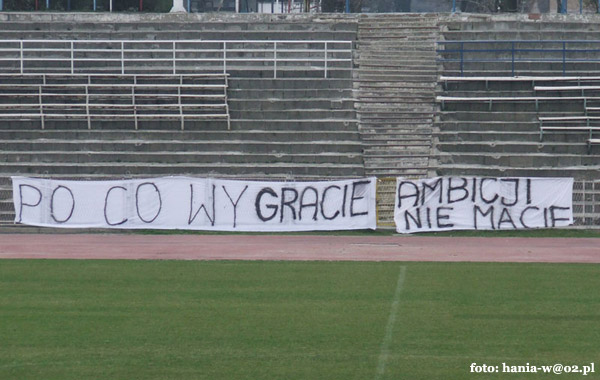 PO CO WY GRACIE
AMBICJI
NIE MACIE
foto: hania-w@o2.pl